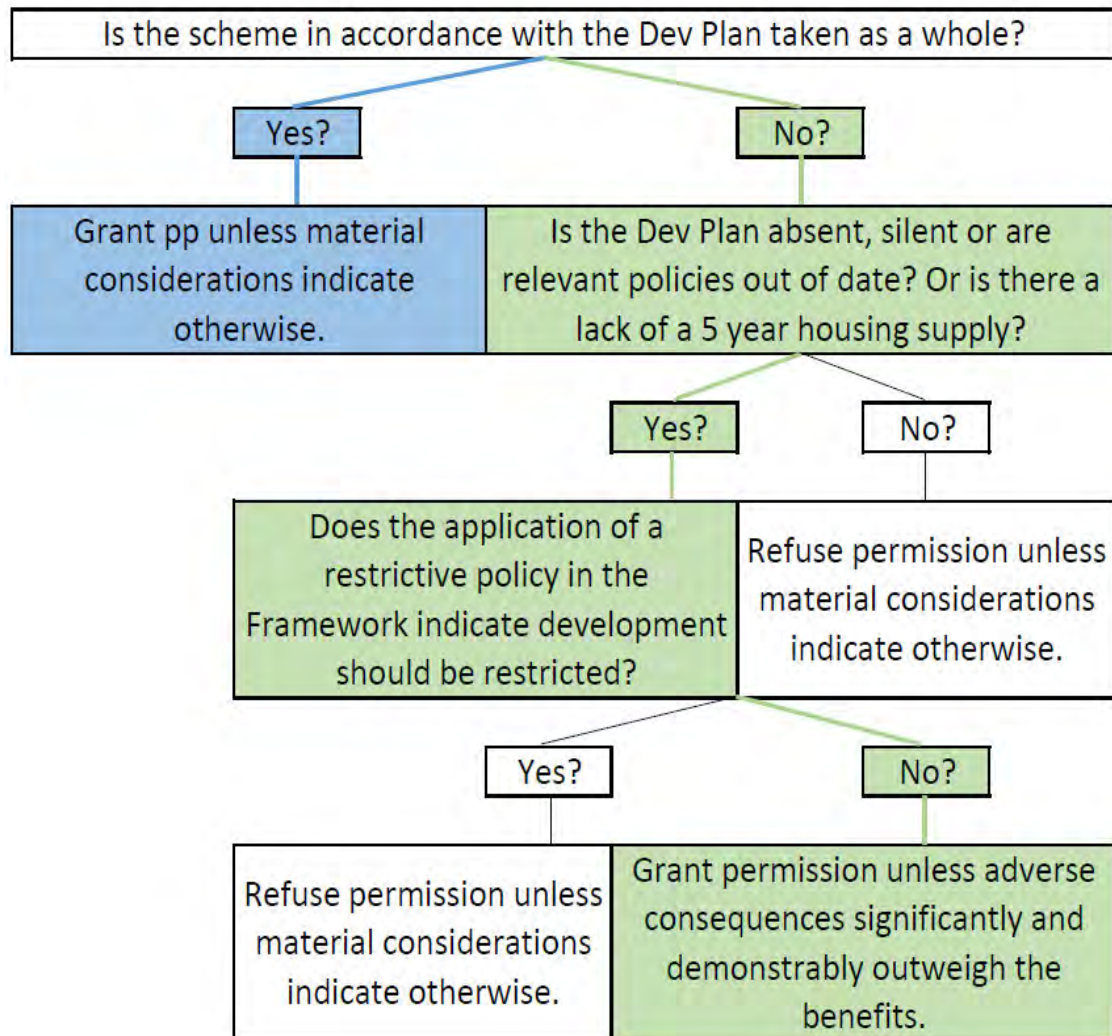 Is the scheme in accordance with the Dev Plan taken as a whole?
Yes?
No?
Grant pp unless material
considerations indicate
otherwise.
Is the Dev Plan absent, silent or are
relevant policies out of date? Or is there a
lack of a 5 year housing supply?
Yes?
No?
Does the application of a
restrictive policy in the
Framework indicate development
should be restricted?
Refuse permission unless
material considerations
indicate otherwise.
Yes?
No?
Refuse permission unless
material considerations
indicate otherwise.
Grant permission unless adverse
consequences significantly and
demonstrably outweigh the
benefits.